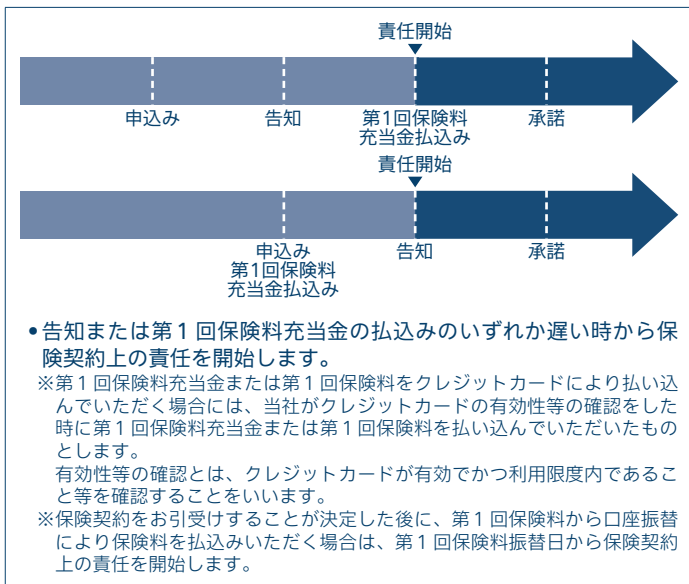 責任開始
申込み 告知 第1回保険料 承諾
充当金払込み
責任開始
申込み 告知 承諾
第1回保険料
充当金払込み
•告知または第1回保険料充当金の払込みのいずれか遅い時から保
険契約上の責任を開始します。
※第1回保険料充当金または第1回保険料をクレジットカードにより払い込
んでいただく場合には、当社がクレジットカードの有効性等の確認をした
時に第1回保険料充当金または第1回保険料を払い込んでいただいたもの
とします。
有効性等の確認とは、クレジットカードが有効でかつ利用限度内であるこ
と等を確認することをいいます。
※保険契約をお引受けすることが決定した後に、第1回保険料から口座振替
により保険料を払込みいただく場合は、第1回保険料振替日から保険契約
上の責任を開始します。